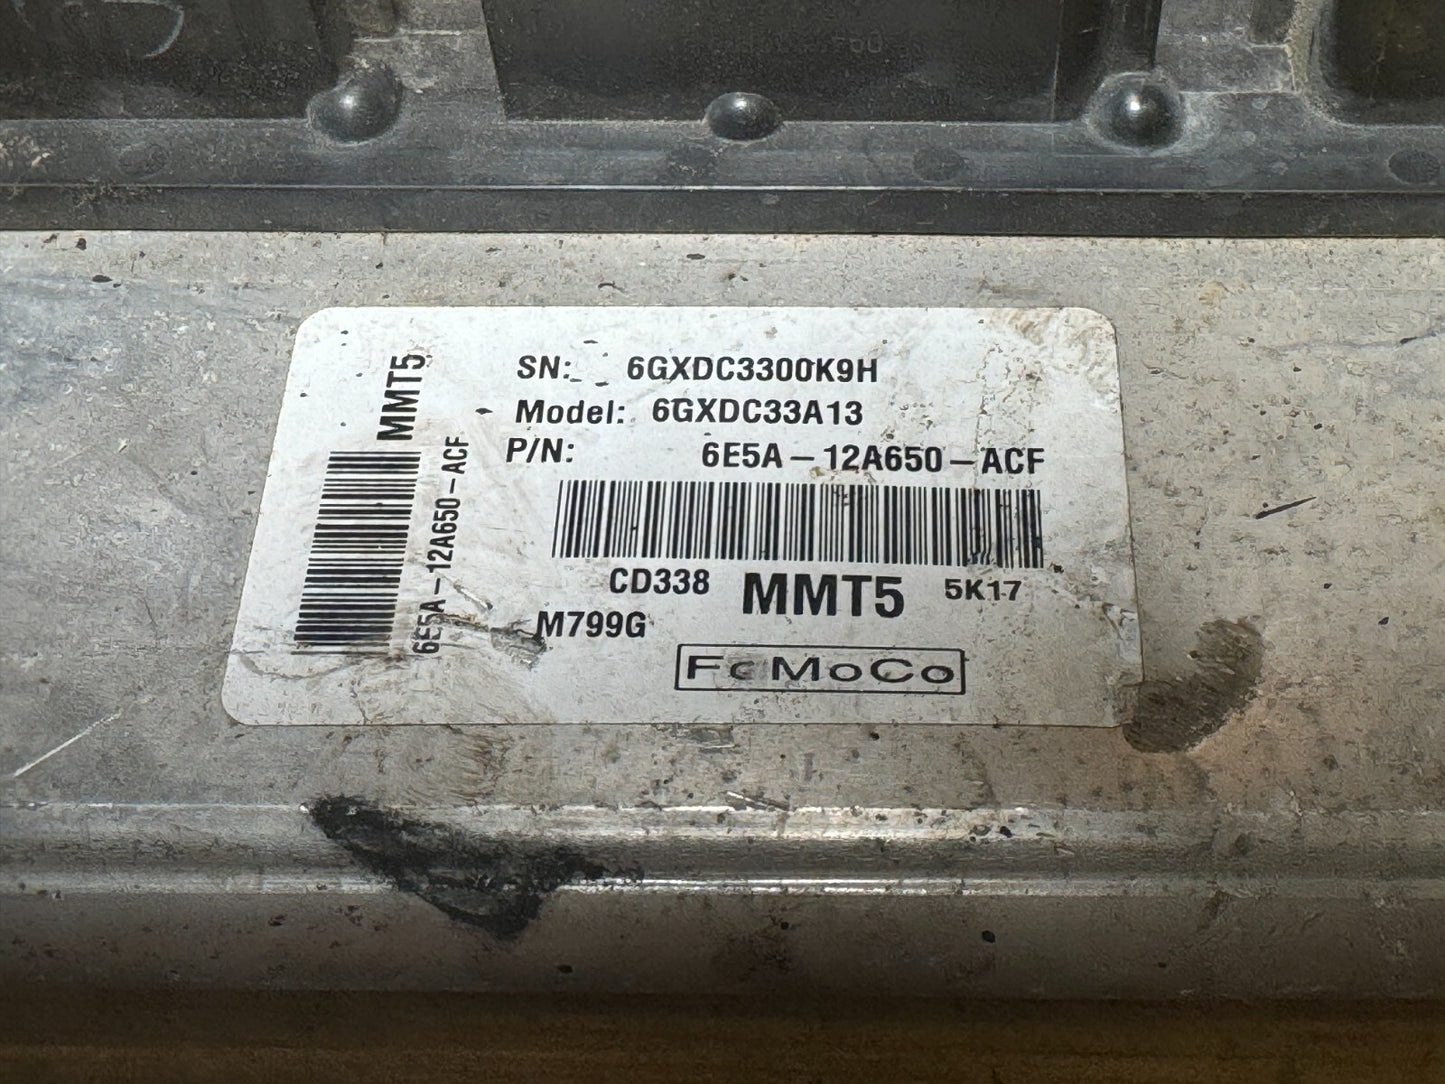 SN: 6GXDC3300K9H
Model: 6GXDC33A13
P/N: 6E5A-12A650-ACF
CD338 MMT5 5K17
M799G
FoMoCo
MMT5
6E5A-12A650-ACF